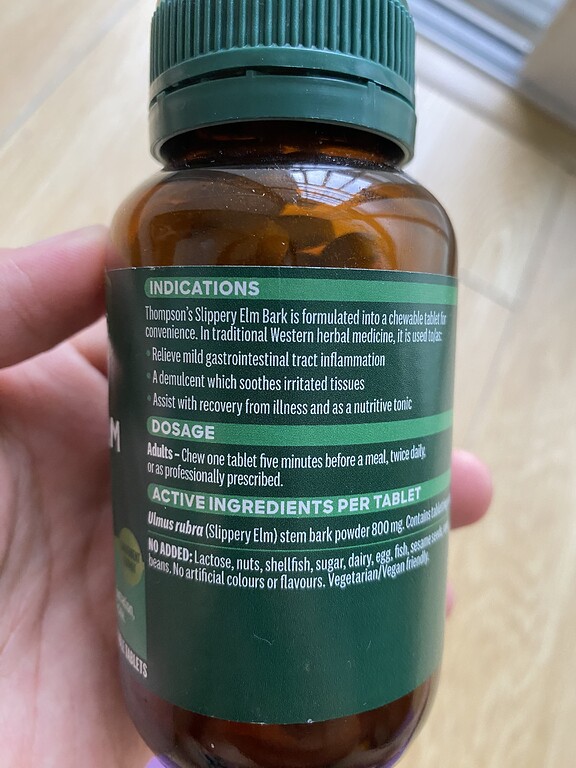 INDICATIONS
Thompson's Slippery Elm Bark is formulated into a chewable tablet for
convenience. In traditional Western herbal medicine, it is used to/as:
• Relieve mild gastrointestinal tract inflammation
• A demulcent which soothes irritated tissues
• Assist with recovery from illness and as a nutritive tonic
DOSAGE
Adults – Chew one tablet five minutes before a meal, twice daily,
or as professionally prescribed.
ACTIVE INGREDIENTS PER TABLET
Ulmus rubra (Slippery Elm) stem bark powder 800 mg. Contains
NO ADDED: Lactose, nuts, shellfish, sugar, dairy, egg, fish, sesame seeds,
beans. No artificial colours or flavours. Vegetarian/Vegan friendly.
TABLETS